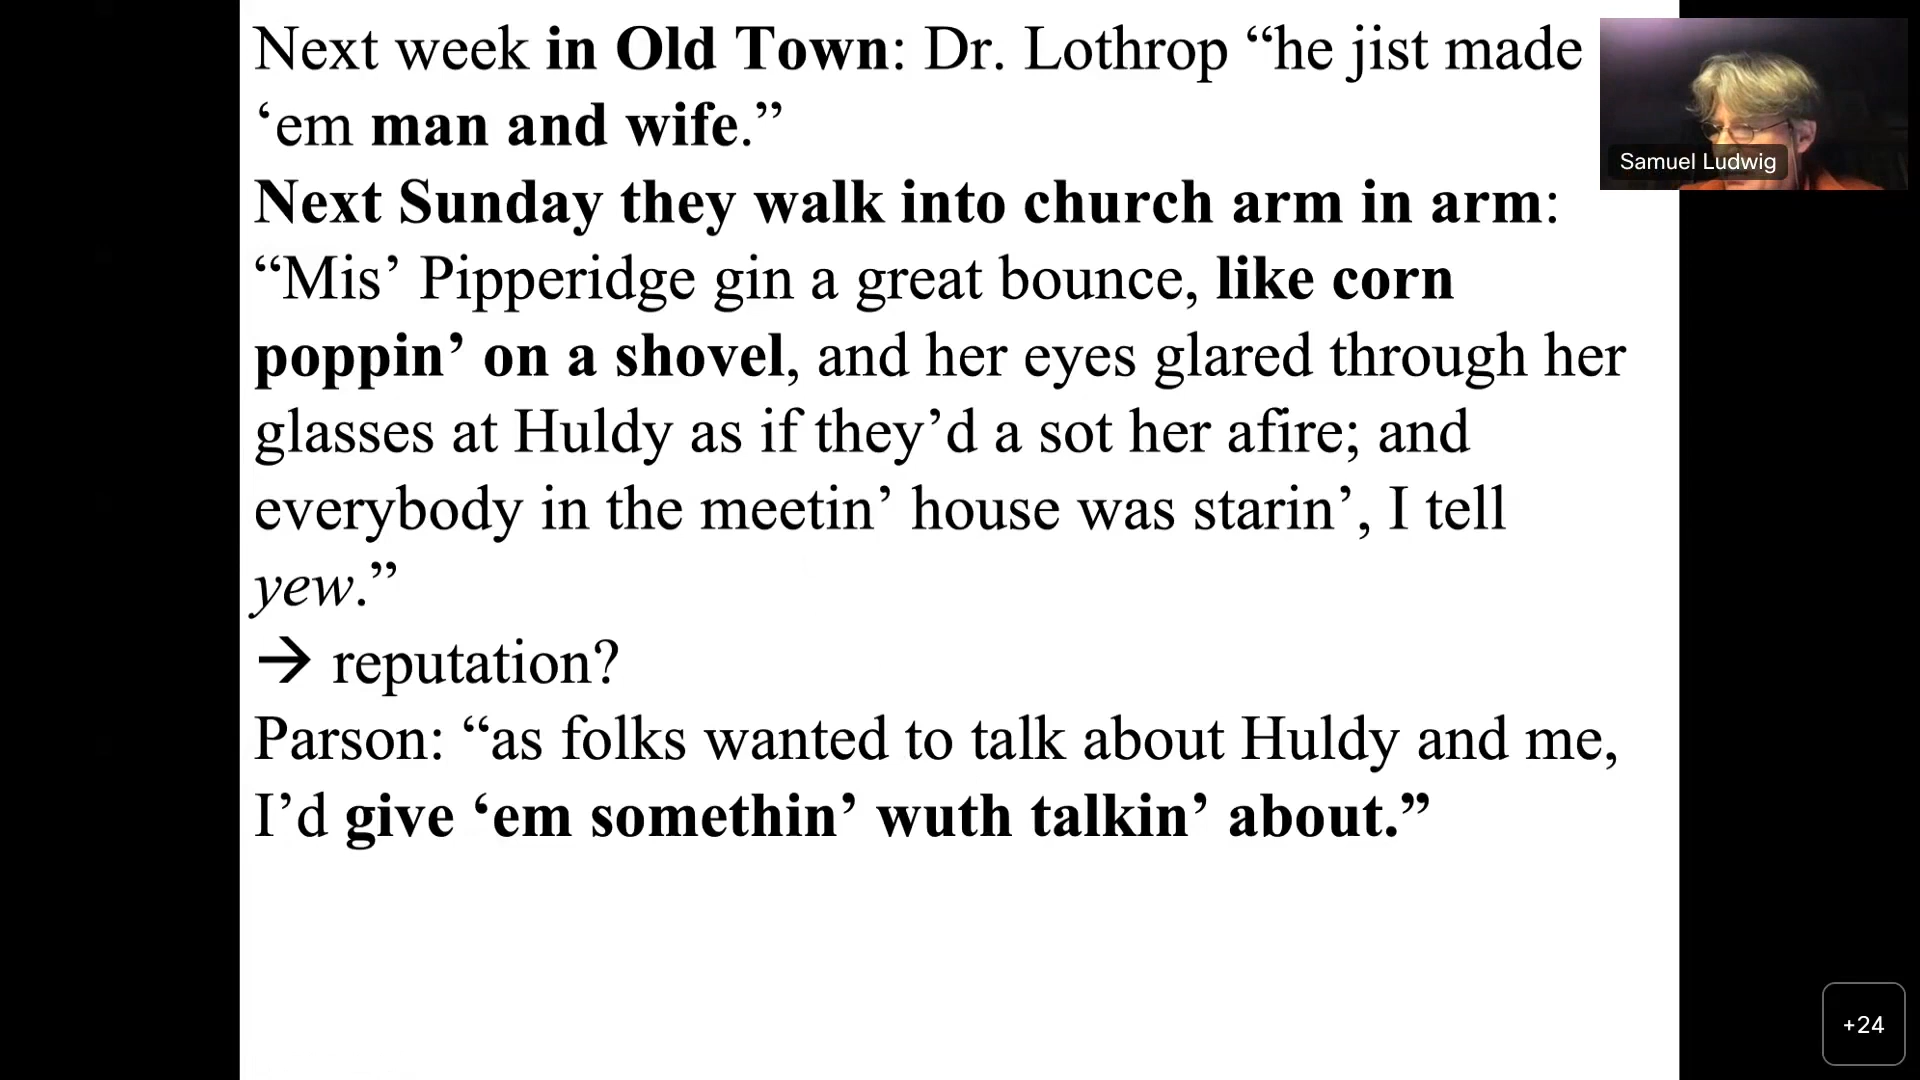 Next week in Old Town: Dr. Lothrop “he jist made
‘em man and wife.”
Next Sunday they walk into church arm in arm:
“Mis’ Pipperidge gin a great bounce, like corn
poppin’ on a shovel, and her eyes glared through her
glasses at Huldy as if they’d a sot her afire; and
everybody in the meetin’ house was starin’, I tell
yew.”
→ reputation?
Parson: “as folks wanted to talk about Huldy and me,
I’d give ‘em somethin’ wuth talkin’ about.”
Samuel Ludwig
+24